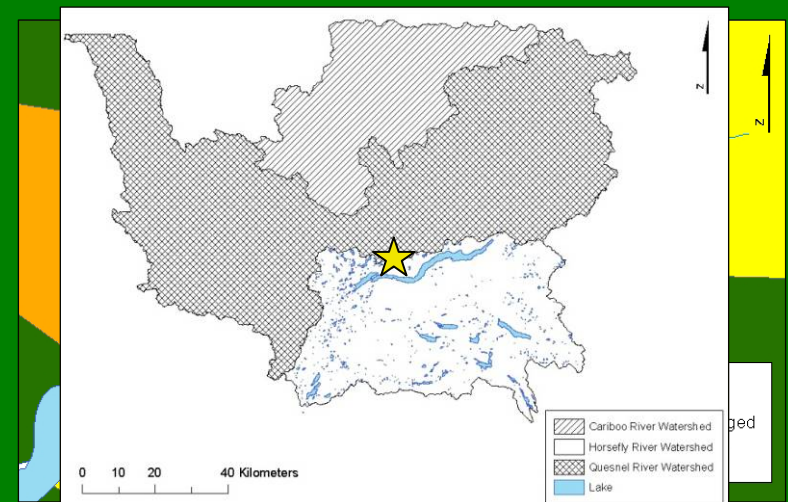 N
N
Cariboo River Watershed
Horsefly River Watershed
ged
Quesnel River Watershed
Lake
0 10 20 40 Kilometers